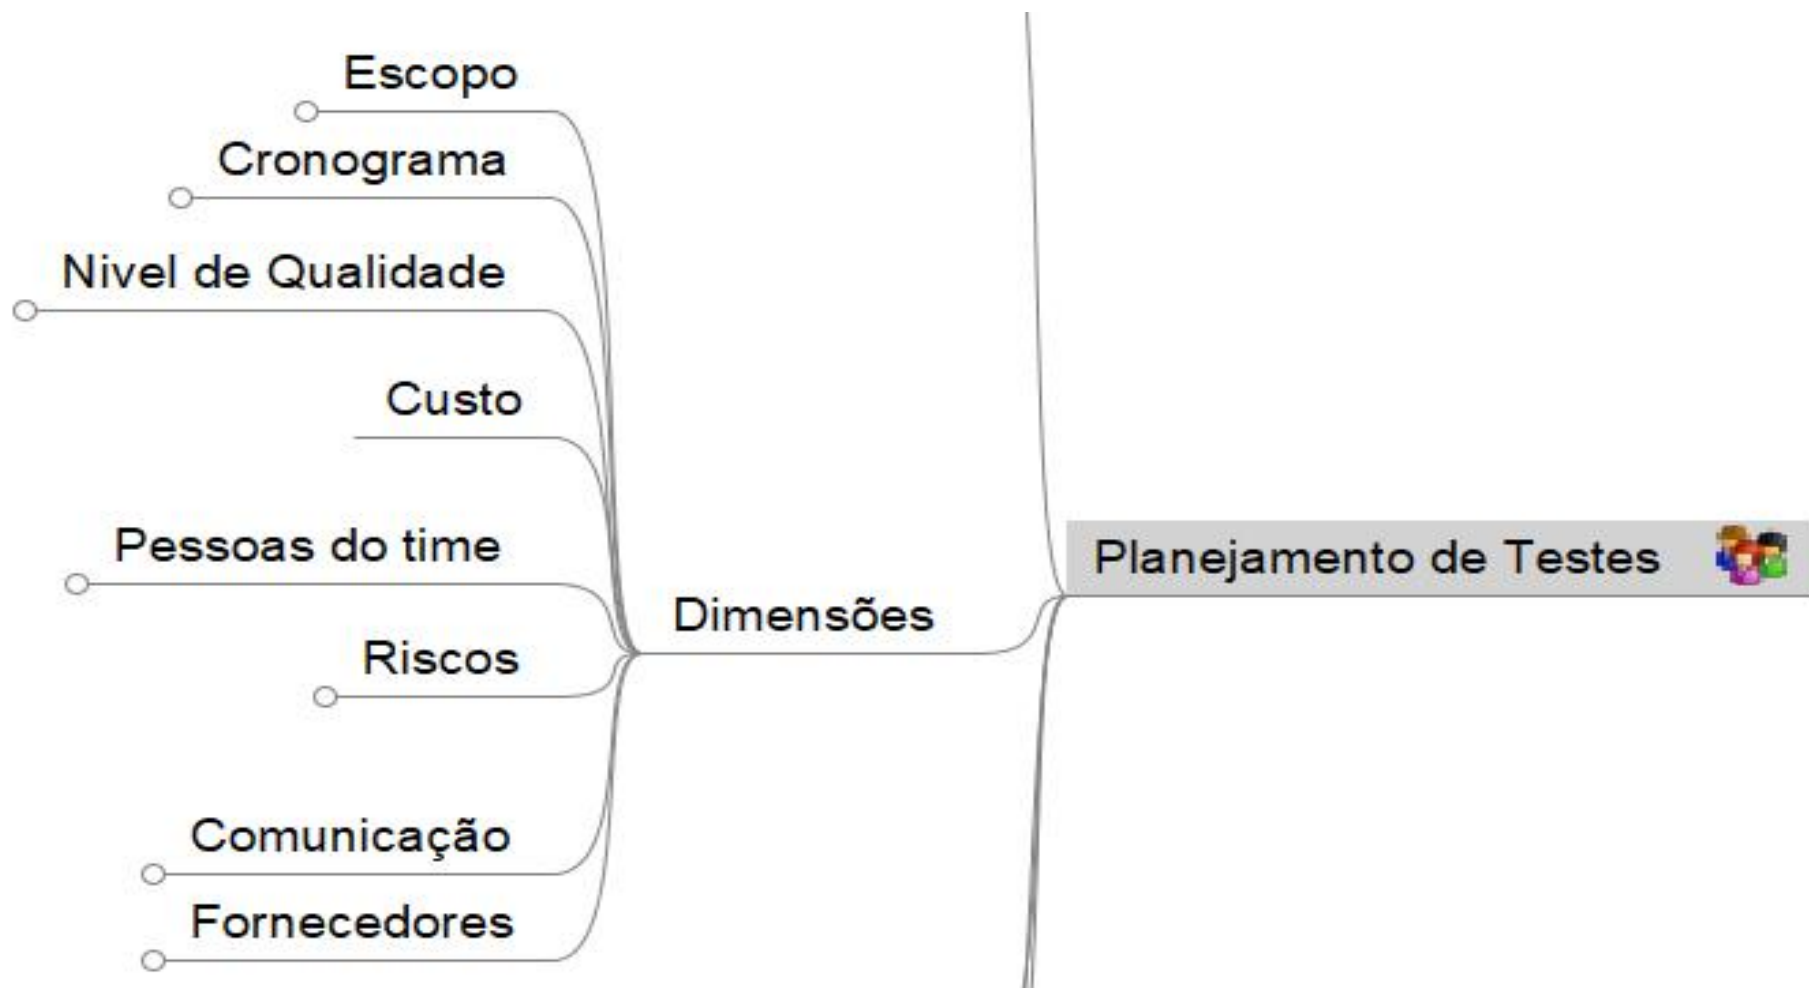 Escopo
Cronograma
Nivel de Qualidade
Custo
Pessoas do time
Riscos
Comunicação
Fornecedores
Dimensões
Planejamento de Testes